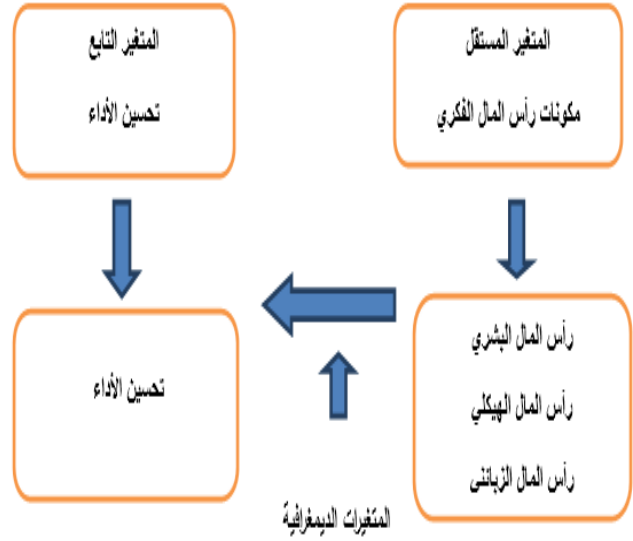 المتغير المستقل
مكونات رأس المال الفكري
المتغير التابع
تحسين الأداء
رأس المال البشري
رأس المال الهيكلي
رأس المال الزبائنى
تحسين الأداء
المتغيرات الديمغرافية